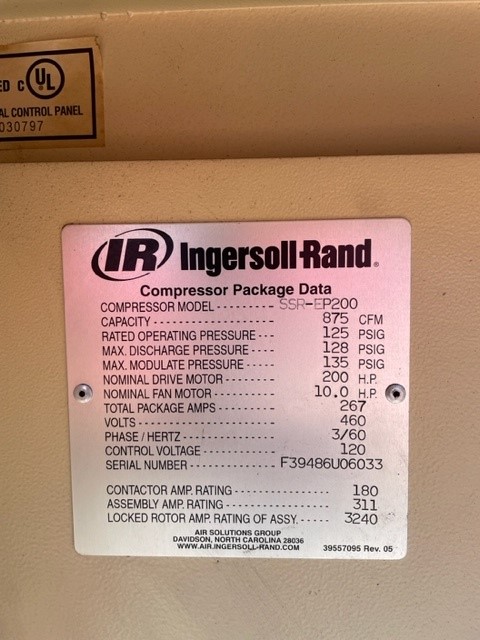 ED C UL
AL CONTROL PANEL
030797
IR Ingersoll-Rand®
Compressor Package Data
COMPRESSOR MODEL --------- SSR-EP200
CAPACITY -------------------- 875 CFM
RATED OPERATING PRESSURE ---- 125 PSIG
MAX. DISCHARGE PRESSURE ----- 128 PSIG
MAX. MODULATE PRESSURE ------ 135 PSIG
NOMINAL DRIVE MOTOR --------- 200 H.P.
NOMINAL FAN MOTOR ---------- 10.0 H.P.
TOTAL PACKAGE AMPS ---------- 267
VOLTS ------------------------ 460
PHASE / HERTZ ---------------- 3/60
CONTROL VOLTAGE ------------- 120
SERIAL NUMBER --------------- F39486U06033
CONTACTOR AMP. RATING -------- 180
ASSEMBLY AMP. RATING --------- 311
LOCKED ROTOR AMP. RATING OF ASSY. ----- 3240
AIR SOLUTIONS GROUP
DAVIDSON, NORTH CAROLINA 28036
WWW.AIR.INGERSOLL-RAND.COM 39557095 Rev. 05